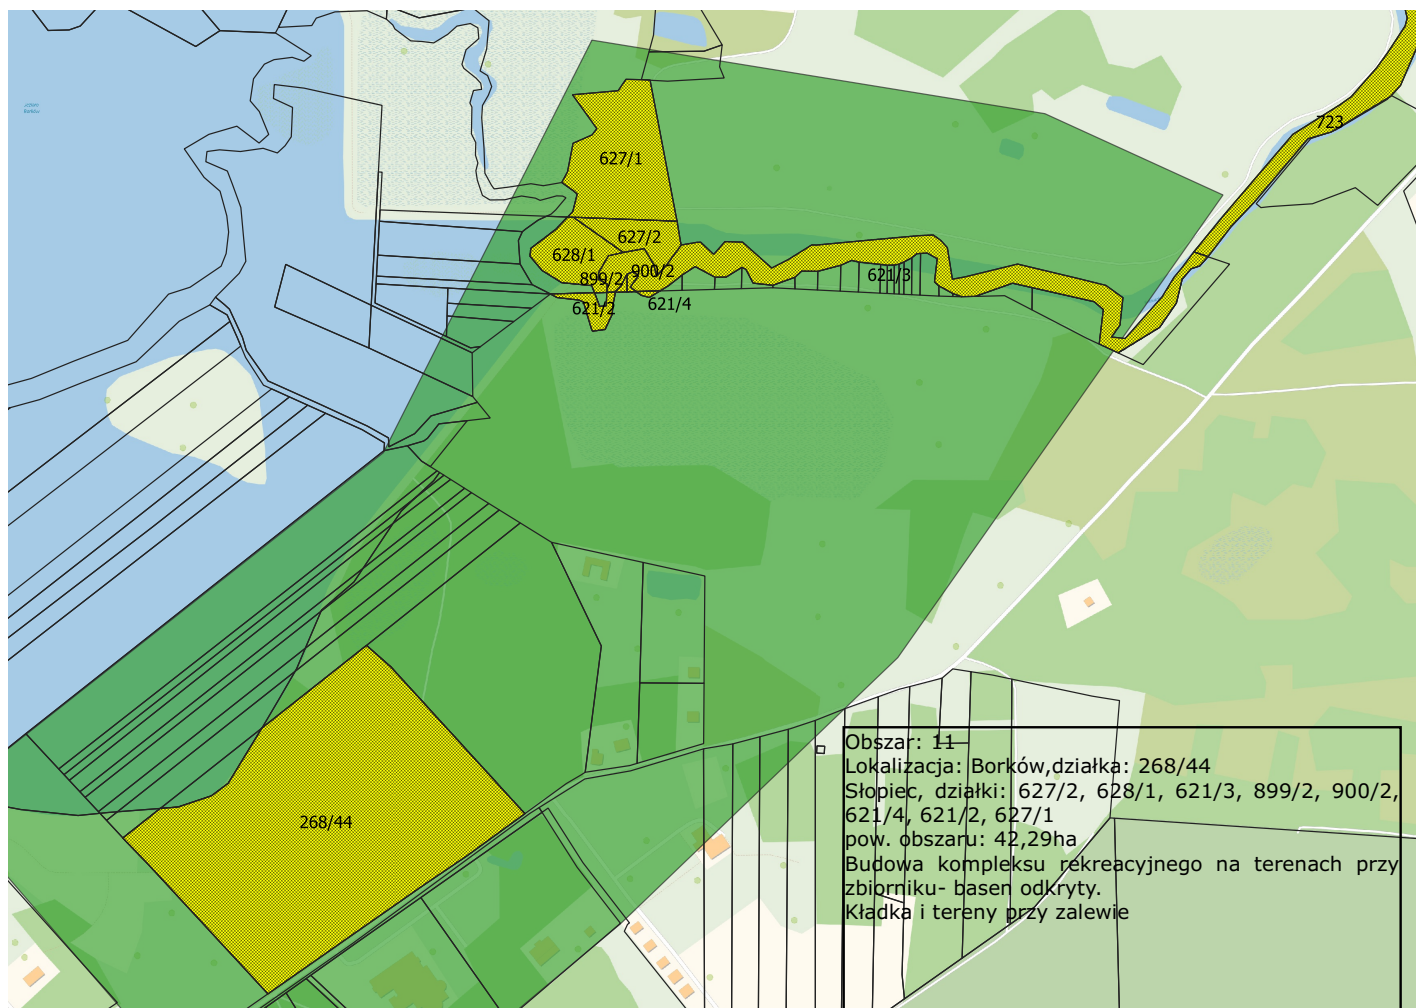 723
627/1
627/2
628/1
900/2
899/2
621/3
621/2
621/4
268/44
Obszar: 11
Lokalizacja: Borków,działka: 268/44
Słopiec, działki: 627/2, 628/1, 621/3, 899/2, 900/2,
621/4, 621/2, 627/1
pow. obszaru: 42,29ha
Budowa kompleksu rekreacyjnego na terenach przy
zbiorniku- basen odkryty.
Kładka i tereny przy zalewie